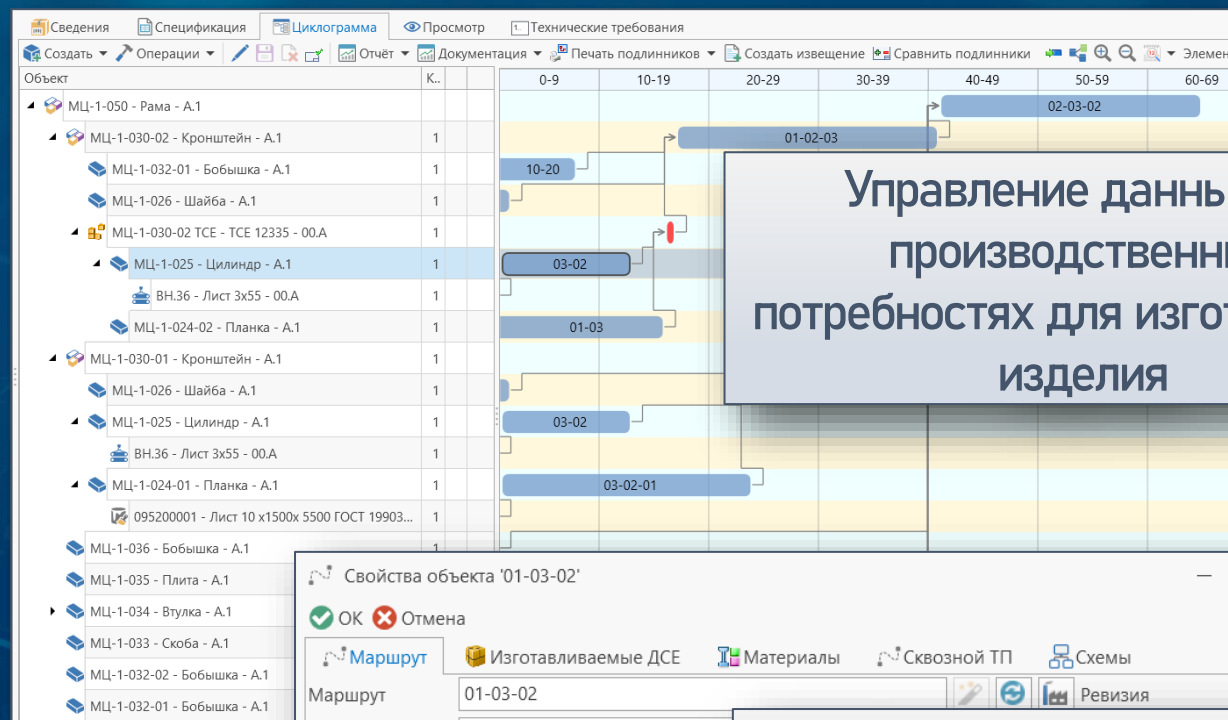 Сведения Спецификация Циклограмма Просмотр Технические требования
Создать Операции Отчёт Документация Печать подлинников Создать извещение Сравнить подлинники
Объект К.. 0-9 10-19 20-29 30-39 40-49 50-59 60-69
МЦ-1-050 - Рама - А.1 02-03-02
МЦ-1-030-02 - Кронштейн - А.1 1 01-02-03
МЦ-1-032-01 - Бобышка - А.1 1 10-20
МЦ-1-026 - Шайба - А.1 1
МЦ-1-030-02 ТСЕ - ТСЕ 12335 - 00.А 1
МЦ-1-025 - Цилиндр - А.1 1 03-02
ВН.36 - Лист 3х55 - 00.А 1
МЦ-1-024-02 - Планка - А.1 1 01-03
МЦ-1-030-01 - Кронштейн - А.1 1
МЦ-1-026 - Шайба - А.1 1
МЦ-1-025 - Цилиндр - А.1 1 03-02
ВН.36 - Лист 3х55 - 00.А 1
МЦ-1-024-01 - Планка - А.1 1 03-02-01
095200001 - Лист 10 х1500х 5500 ГОСТ 19903... 1
МЦ-1-036 - Бобышка - А.1 1
МЦ-1-035 - Плита - А.1
МЦ-1-034 - Втулка - А.1
МЦ-1-033 - Скоба - А.1
МЦ-1-032-02 - Бобышка - А.1
МЦ-1-032-01 - Бобышка - А.1
Управление
потребностях для
изделия
Свойства объекта '01-03-02'
ОК Отмена
Маршрут Изготавливаемые ДСЕ Материалы Сквозной ТП Схемы
Маршрут 01-03-02 Ревизия